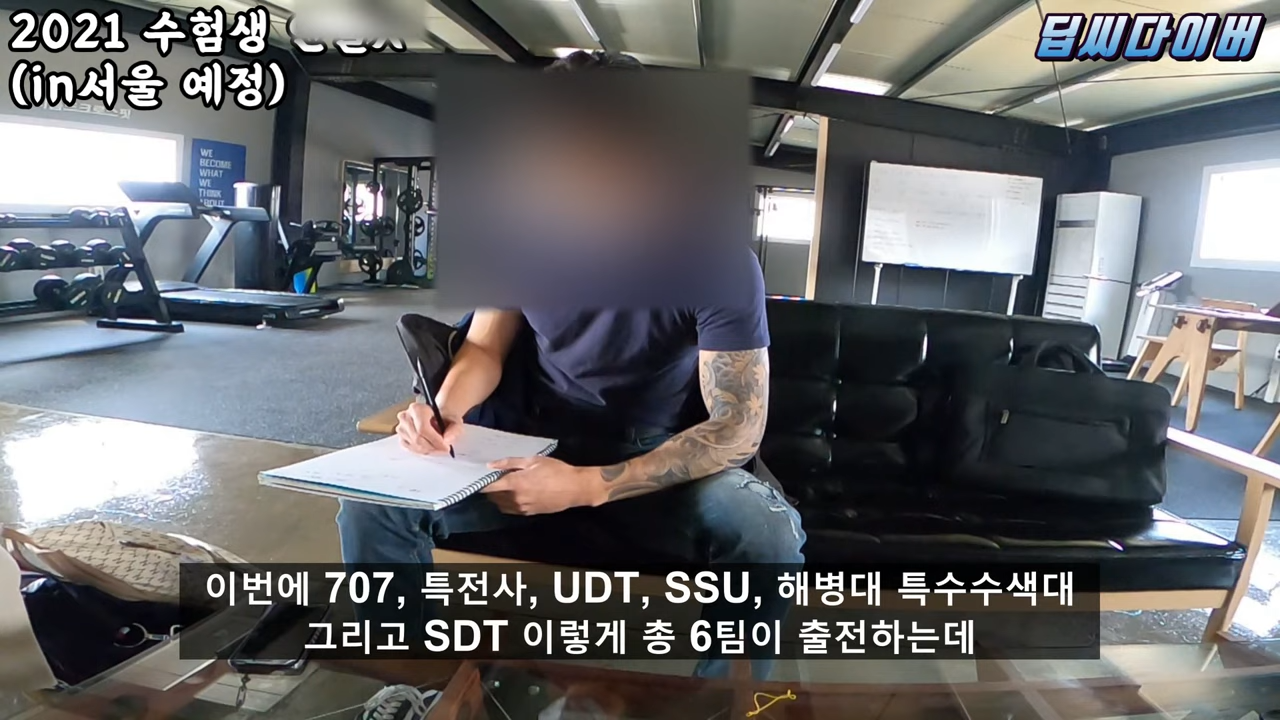 2021 수험생
(in서울 예정)
딥씨다이버
WE
BECOME
WHAT
WE
THINK
ABOUT
이번에 707, 특전사, UDT, SSU, 해병대 특수수색대
그리고 SDT 이렇게 총 6팀이 출전하는데